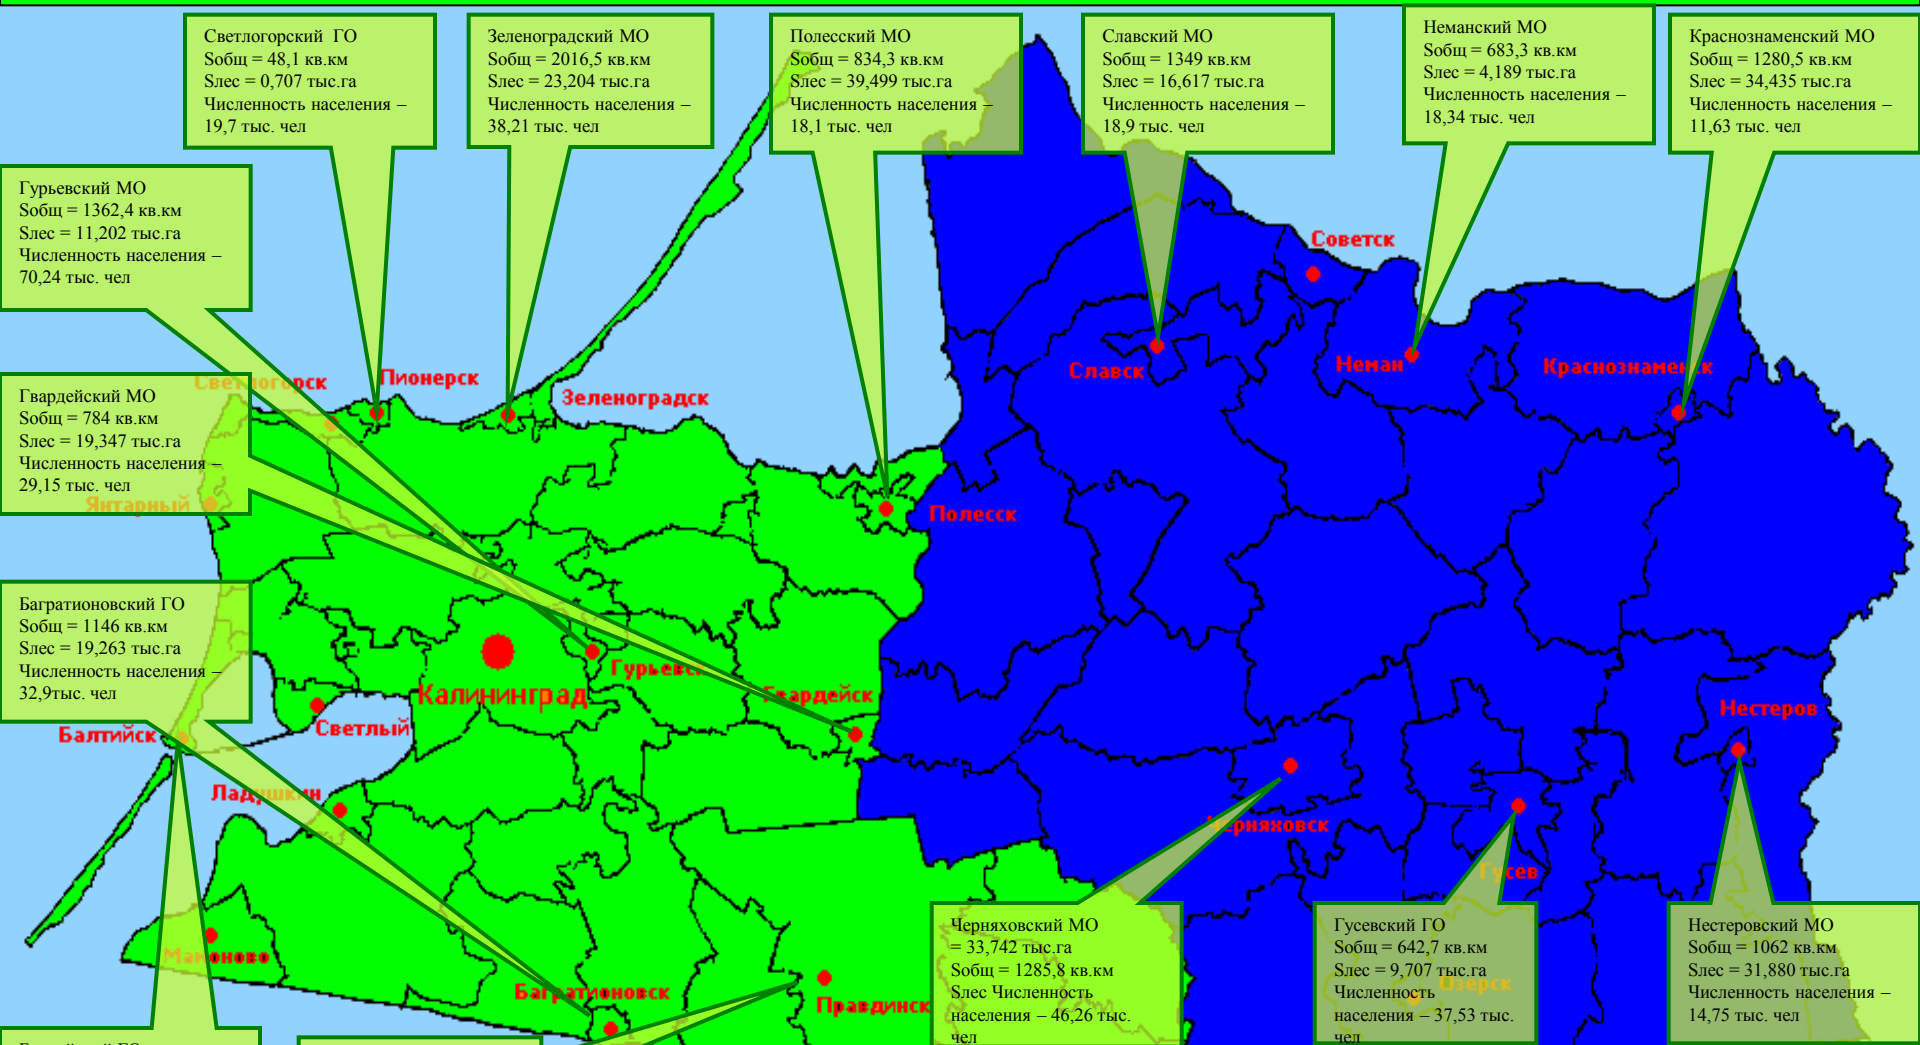 Светлогорский  ГО
Sобщ = 48,1 кв.км
Sлес = 0,707 тыс.га
Численность населения –
19,7 тыс. чел
Зеленоградский МО
Sобщ = 2016,5 кв.км
Sлес = 23,204 тыс.га
Численность населения –
38,21 тыс. чел
Полесский МО
Sобщ = 834,3 кв.км
Sлес = 39,499 тыс.га
Численность населения –
18,1 тыс. чел
Славский МО
Sобщ = 1349 кв.км
Sлес = 16,617 тыс.га
Численность населения –
18,9 тыс. чел
Неманский МО
Sобщ = 683,3 кв.км
Sлес = 4,189 тыс.га
Численность населения –
18,34 тыс. чел
Краснознаменский МО
Sобщ = 1280,5 кв.км
Sлес = 34,435 тыс.га
Численность населения –
11,63 тыс. чел
Гурьевский МО
Sобщ = 1362,4 кв.км
Sлес = 11,202 тыс.га
Численность населения –
70,24 тыс. чел
Советск
Славск
Неман
Краснознаменск
Светлогорск
Пионерск
Зеленоградск
Гвардейский МО
Sобщ = 784 кв.км
Sлес = 19,347 тыс.га
Численность населения –
29,15 тыс. чел
Янтарный
Полесск
Багратионовский ГО
Sобщ = 1146 кв.км
Sлес = 19,263 тыс.га
Численность населения –
32,9тыс. чел
Гурьевск
Калининград
Гвардейск
Нестеров
Балтийск
Светлый
Ладушкин
Черняховск
Гусев
Мамоново
Багратионовск
Правдинск
Озерск
Черняховский МО
= 33,742 тыс.га
Sобщ = 1285,8 кв.км
Sлес Численность
населения – 46,26 тыс.
чел
Гусевский ГО
Sобщ = 642,7 кв.км
Sлес = 9,707 тыс.га
Численность
населения – 37,53 тыс.
чел
Нестеровский МО
Sобщ = 1062 кв.км
Sлес = 31,880 тыс.га
Численность населения –
14,75 тыс. чел